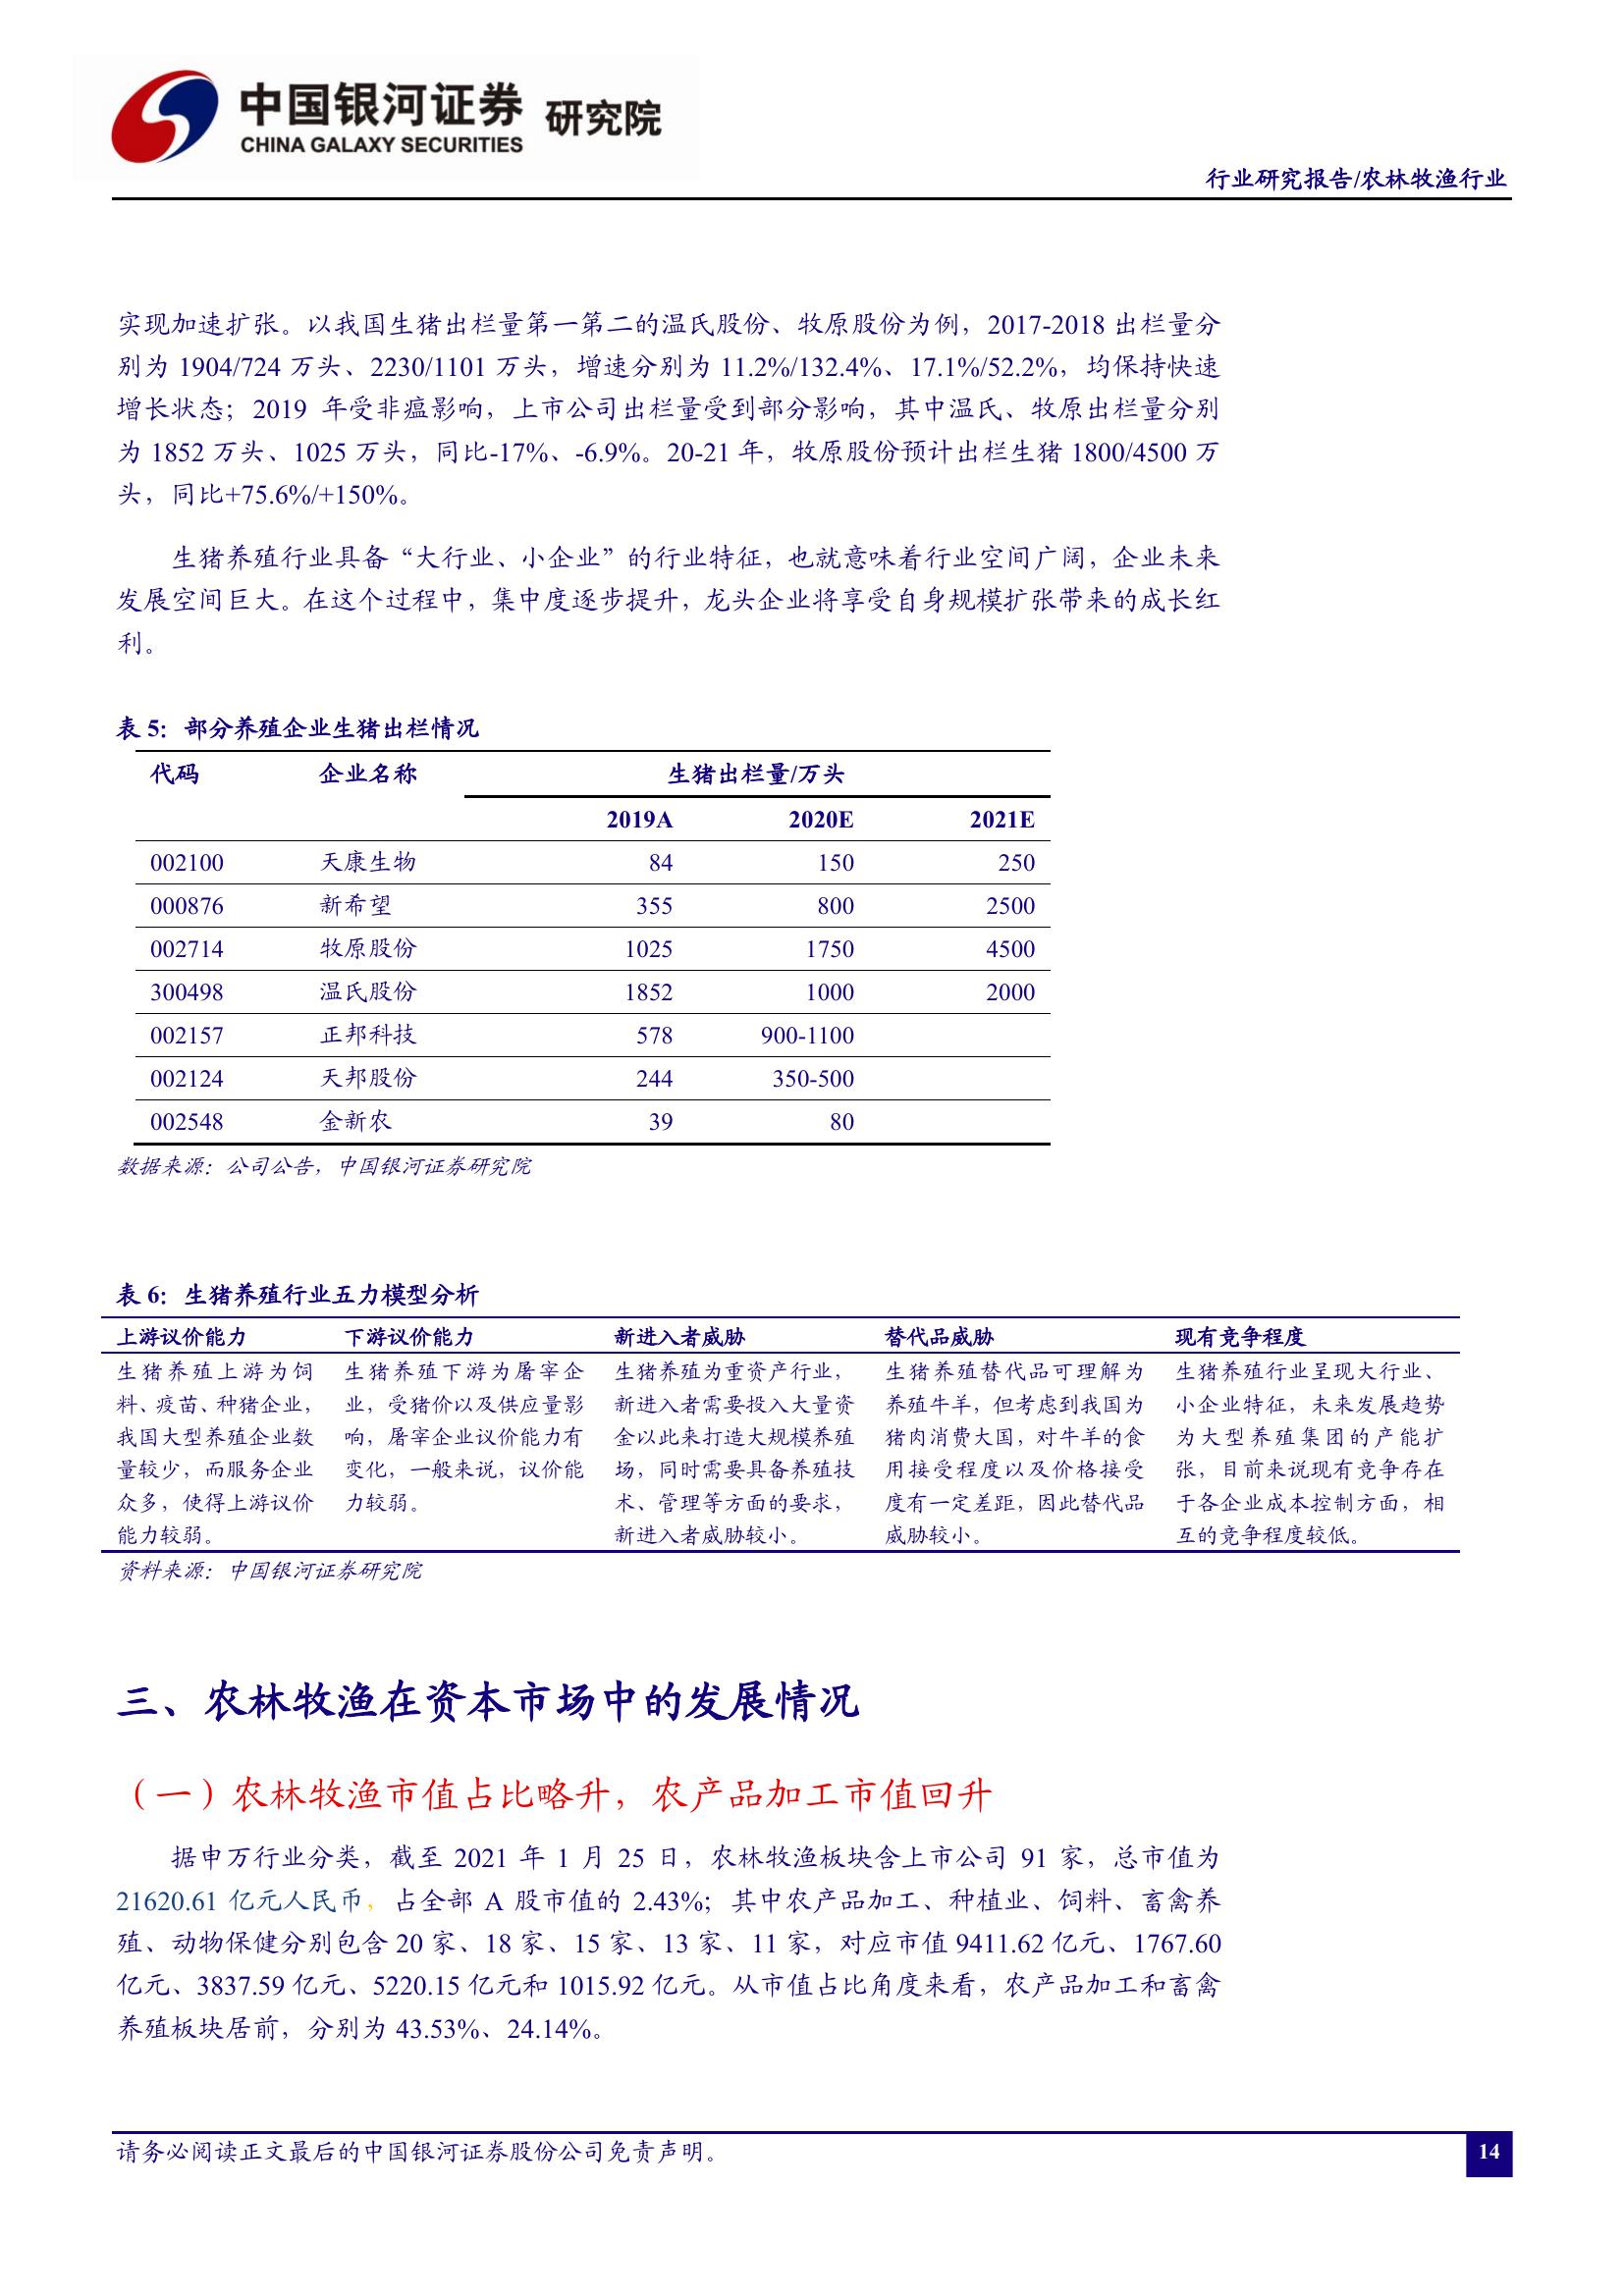 中国银河证券 研究院
CHINA GALAXY SECURITIES
行业研究报告/农林牧渔行业
实现加速扩张。以我国生猪出栏量第一第二的温氏股份、牧原股份为例，2017-2018 出栏量分
别为 1904/724 万头、2230/1101 万头，增速分别为 11.2%/132.4%、17.1%/52.2%，均保持快速
增长状态；2019 年受非瘟影响，上市公司出栏量受到部分影响，其中温氏、牧原出栏量分别
为 1852 万头、1025 万头，同比-17%、-6.9%。20-21 年，牧原股份预计出栏生猪 1800/4500 万
头，同比+75.6%/+150%。
生猪养殖行业具备“大行业、小企业”的行业特征，也就意味着行业空间广阔，企业未来
发展空间巨大。在这个过程中，集中度逐步提升，龙头企业将享受自身规模扩张带来的成长红
利。
表 5：部分养殖企业生猪出栏情况
代码 企业名称 生猪出栏量/万头
2019A 2020E 2021E
002100 天康生物 84 150 250
000876 新希望 355 800 2500
002714 牧原股份 1025 1750 4500
300498 温氏股份 1852 1000 2000
002157 正邦科技 578 900-1100
002124 天邦股份 244 350-500
002548 金新农 39 80
数据来源：公司公告，中国银河证券研究院
表 6：生猪养殖行业五力模型分析
上游议价能力 下游议价能力 新进入者威胁 替代品威胁 现有竞争程度
生猪养殖上游为饲 生猪养殖下游为屠宰企 生猪养殖为重资产行业， 生猪养殖替代品可理解为 生猪养殖行业呈现大行业、
料、疫苗、种猪企业， 业，受猪价以及供应量影 新进入者需要投入大量资 养殖牛羊，但考虑到我国为 小企业特征，未来发展趋势
我国大型养殖企业数 响，屠宰企业议价能力有 金以此来打造大规模养殖 猪肉消费大国，对牛羊的食 为大型养殖集团的产能扩
量较少，而服务企业 变化，一般来说，议价能 场，同时需要具备养殖技 用接受程度以及价格接受 张，目前来说现有竞争存在
众多，使得上游议价 力较弱。 术、管理等方面的要求， 度有一定差距，因此替代品 于各企业成本控制方面，相
能力较弱。 新进入者威胁较小。 威胁较小。 互的竞争程度较低。
资料来源：中国银河证券研究院
三、农林牧渔在资本市场中的发展情况
（一）农林牧渔市值占比略升，农产品加工市值回升
据申万行业分类，截至 2021 年 1 月 25 日，农林牧渔板块含上市公司 91 家，总市值为
21620.61 亿元人民币，占全部 A 股市值的 2.43%；其中农产品加工、种植业、饲料、畜禽养
殖、动物保健分别包含 20 家、18 家、15 家、13 家、11 家，对应市值 9411.62 亿元、1767.60
亿元、3837.59 亿元、5220.15 亿元和 1015.92 亿元。从市值占比角度来看，农产品加工和畜禽
养殖板块居前，分别为 43.53%、24.14%。
请务必阅读正文最后的中国银河证券股份公司免责声明。
14